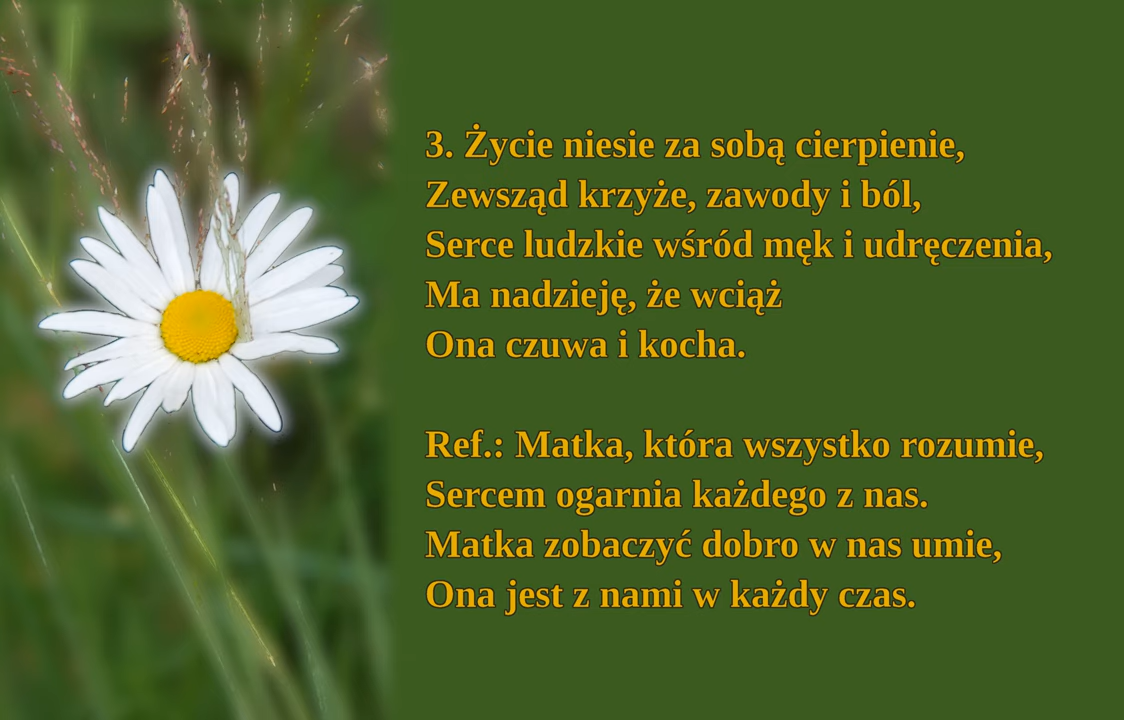 3. Życie niesie za sobą cierpienie,
Zewsząd krzyże, zawody i ból,
Serce ludzkie wśród męk i udręczenia,
Ma nadzieję, że wciąż
Ona czuwa i kocha.
Ref.: Matka, która wszystko rozumie,
Sercem ogarnia każdego z nas.
Matka zobaczyć dobro w nas umie,
Ona jest z nami w każdy czas.